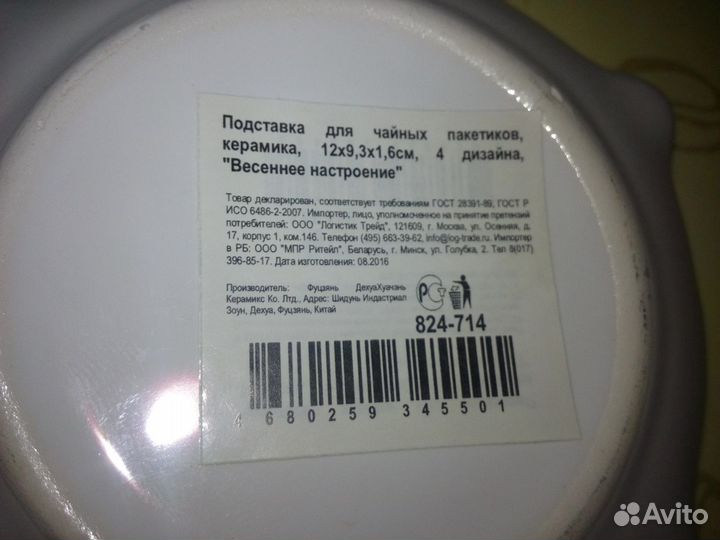 Подставка для чайных пакетиков,
керамика, 12х9,3х1,6см, 4 дизайна,
"Весеннее настроение"
Товар декларирован, соответствует требованиям ГОСТ 28391-89, ГОСТ Р
ИСО 6486-2-2007. Импортер, лицо, уполномоченное на принятие претензий
потребителей: ООО "Логистик Трейд", 121609, г. Москва, ул. Осенняя, д.
17, корпус 1, ком.146. Телефон (495) 663-39-62, info@log-trade.ru. Импортер
в РБ: ООО "МПР Ритейл", Беларусь, г. Минск, ул. Голубка, 2. Тел 8(017)
396-85-17. Дата изготовления: 08.2016
Производитель: Фуцзянь ДехуаХуачэнь
Керамикс Ко. Лтд., Адрес: Шидунь Индастриал
Зоун, Дехуа, Фуцзянь, Китай
РСТ
824-714
4 680259 345501
Avito